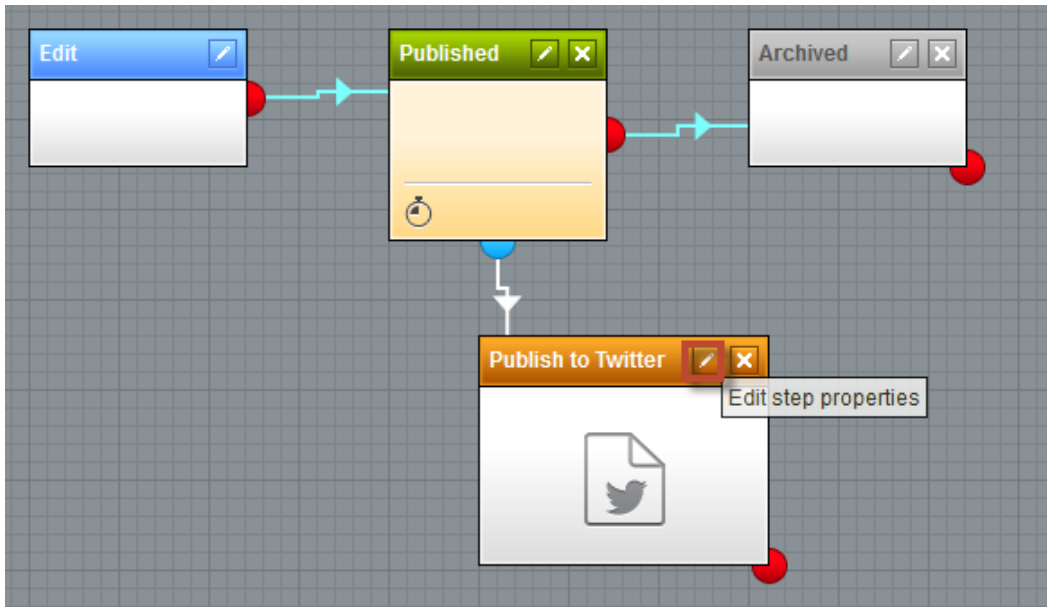 Edit
Published
Archived
Publish to Twitter
Edit step properties